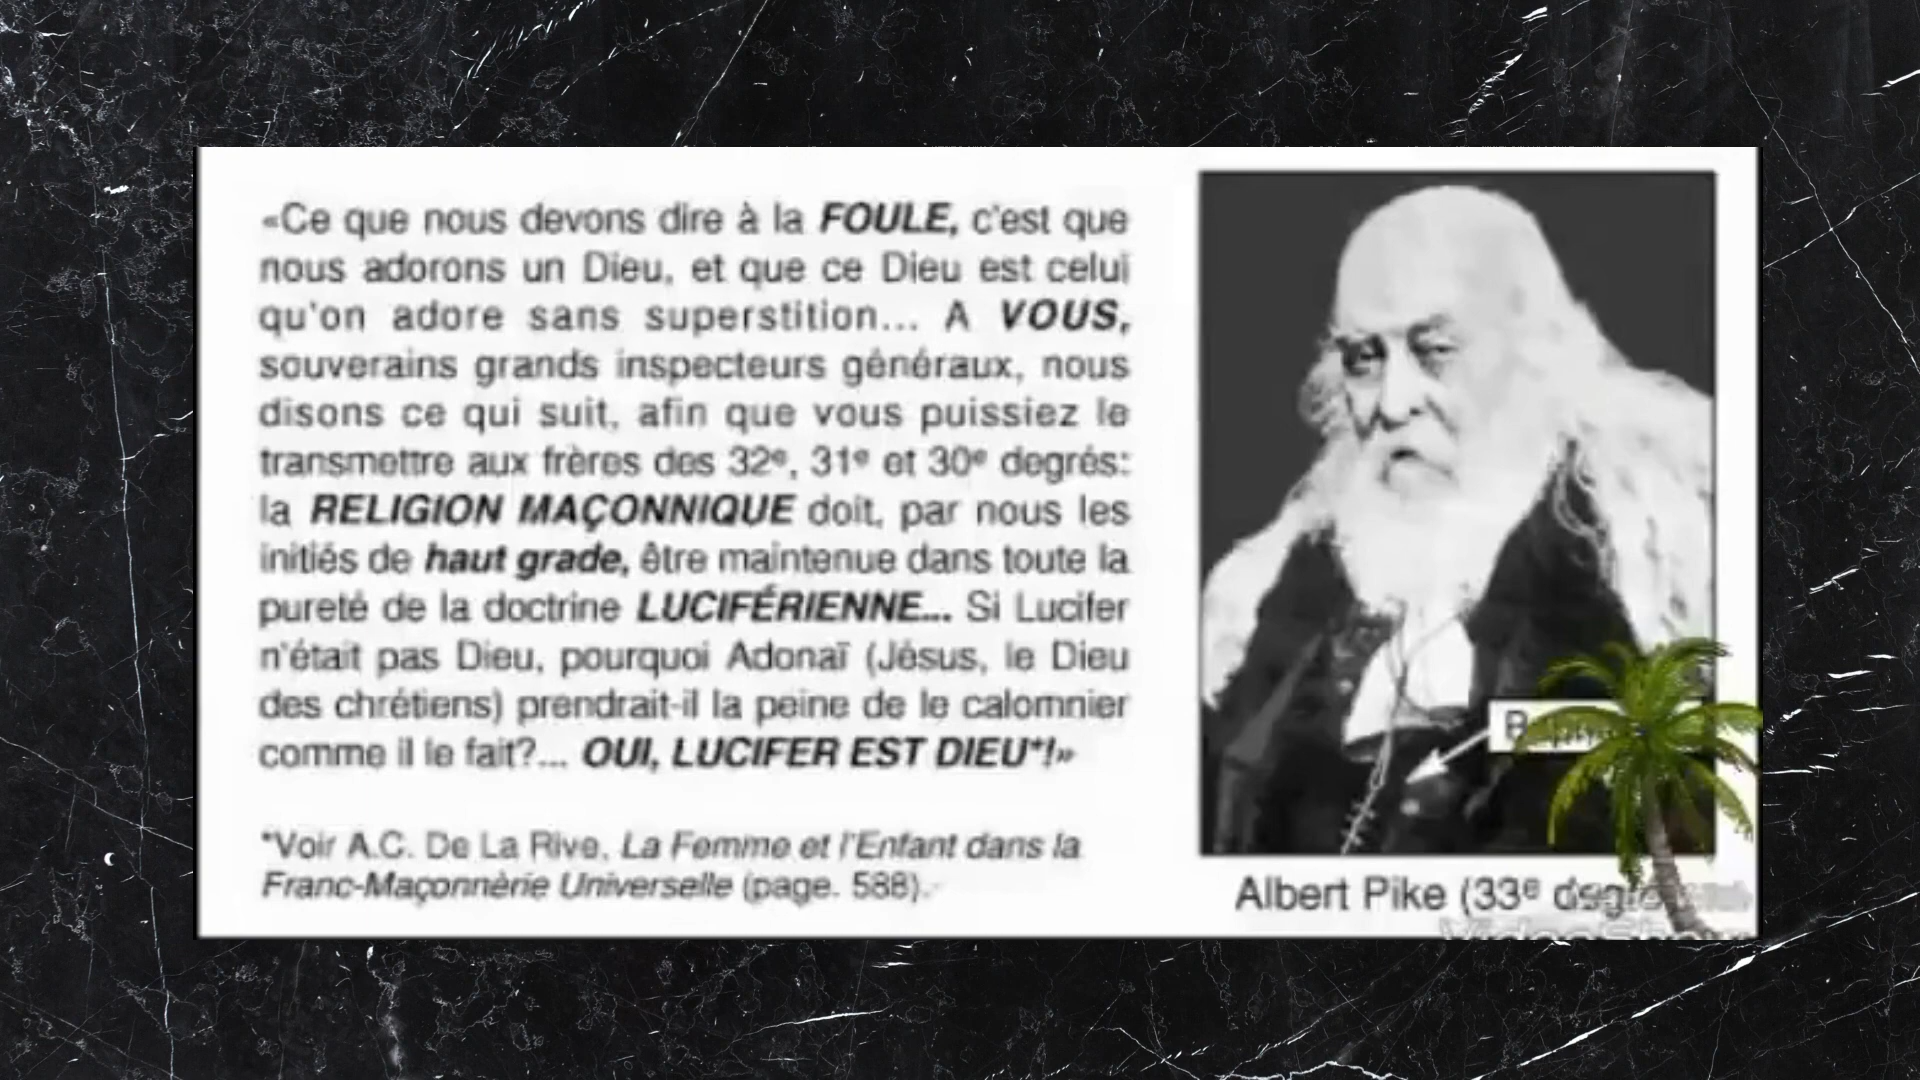 «Ce que nous devons dire à la FOULE, c'est que
nous adorons un Dieu, et que ce Dieu est celui
qu'on adore sans superstition... A VOUS,
souverains grands inspecteurs généraux, nous
disons ce qui suit, afin que vous puissiez le
transmettre aux frères des 32e, 31e et 30e degrés:
la RELIGION MAÇONNIQUE doit, par nous les
initiés de haut grade, être maintenue dans toute la
pureté de la doctrine LUCIFÉRIENNE... Si Lucifer
n'était pas Dieu, pourquoi Adonaï (Jésus, le Dieu
des chrétiens) prendrait-il la peine de le calomnier
comme il le fait?... OUI, LUCIFER EST DIEU*!»
*Voir A.C. De La Rive, La Femme et l'Enfant dans la
Franc-Maçonnèrie Universelle (page. 588).
Albert Pike (33e